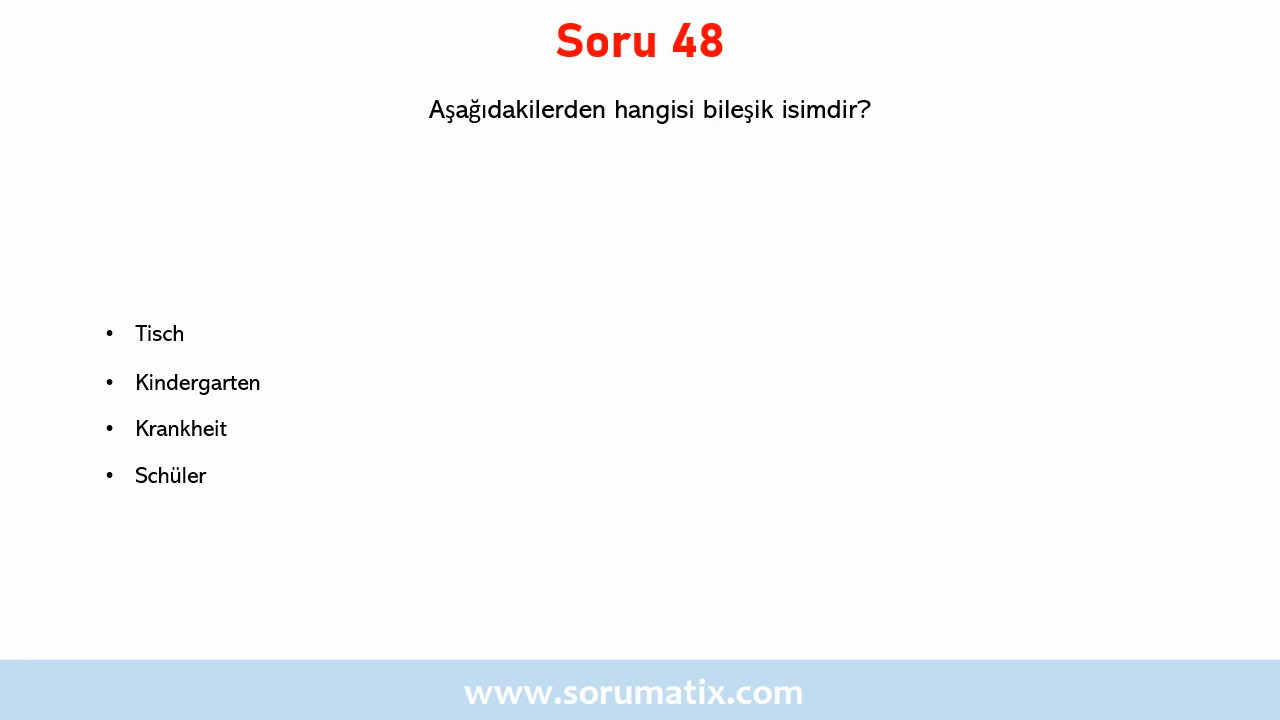 Soru 48
Aşağıdakilerden hangisi bileşik isimdir?
• Tisch
• Kindergarten
• Krankheit
• Schüler
www.sorumatix.com